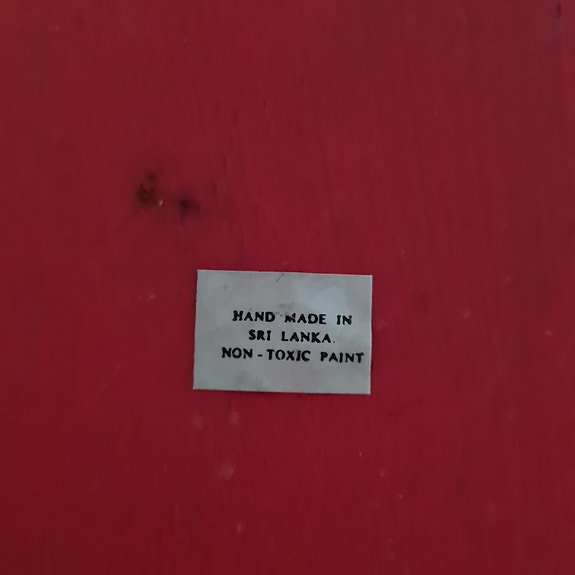 HAND MADE IN
SRI LANKA.
NON-TOXIC PAINT